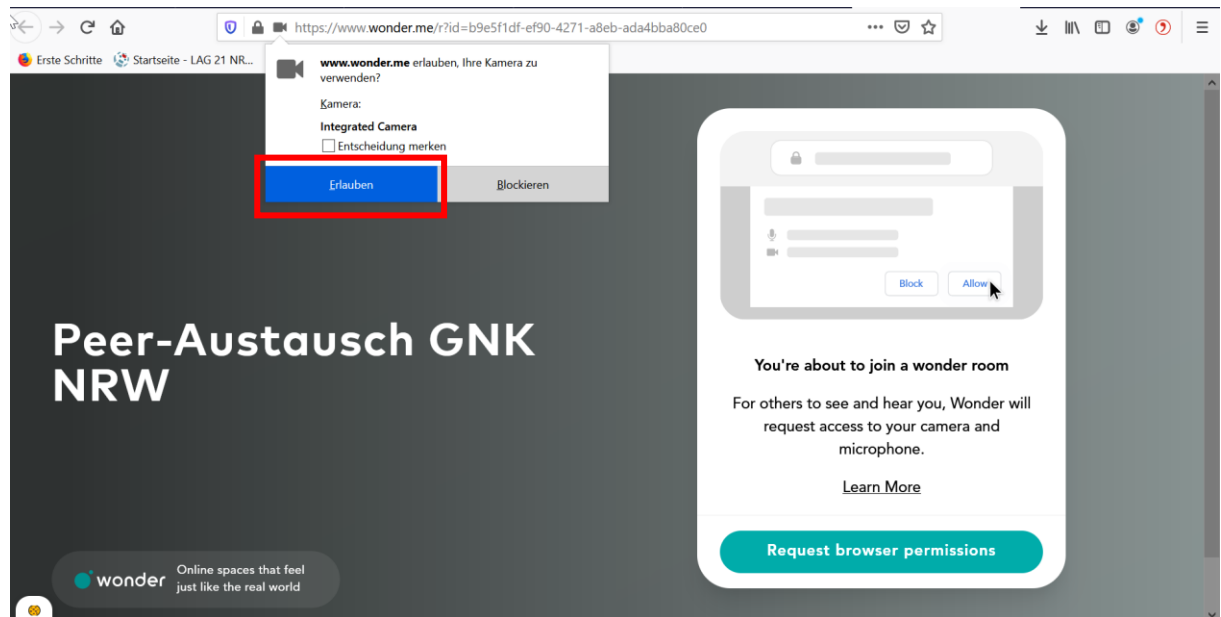 https://www.wonder.me/r?id=b9e5f1df-ef90-4271-a8eb-ada4bba80ce0
Erste Schritte
Startseite - LAG 21 NR...
www.wonder.me erlauben, Ihre Kamera zu
verwenden?
Kamera:
Integrated Camera
Entscheidung merken
Erlauben
Blockieren
Block
Allow
Peer-Austausch GNK
NRW
You're about to join a wonder room
For others to see and hear you, Wonder will
request access to your camera and
microphone.
Learn More
Request browser permissions
wonder
Online spaces that feel
just like the real world